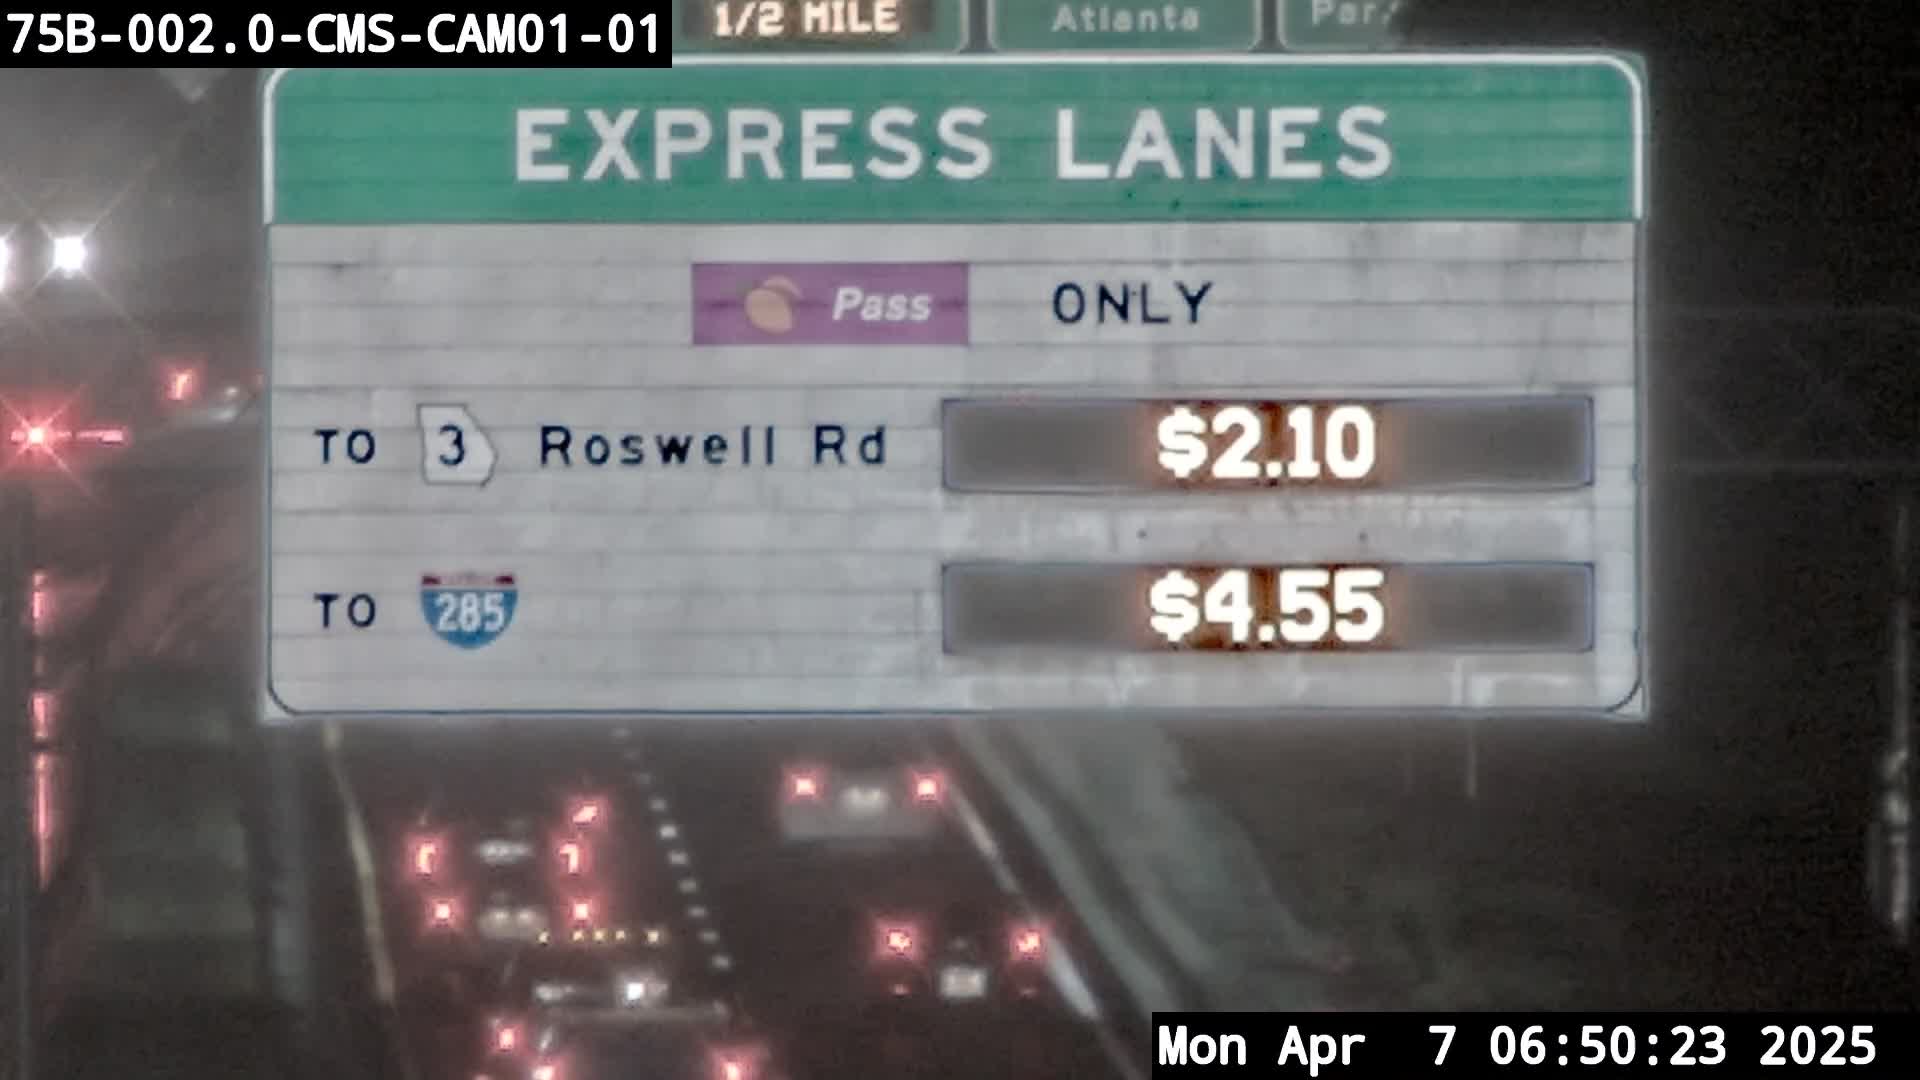 75B-002.0-CMS-CAM01-01
1/2 MILE
Atlanta
EXPRESS LANES
Pass ONLY
TO 3 Roswell Rd $2.10
TO 285 $4.55
Mon Apr 7 06:50:23 2025